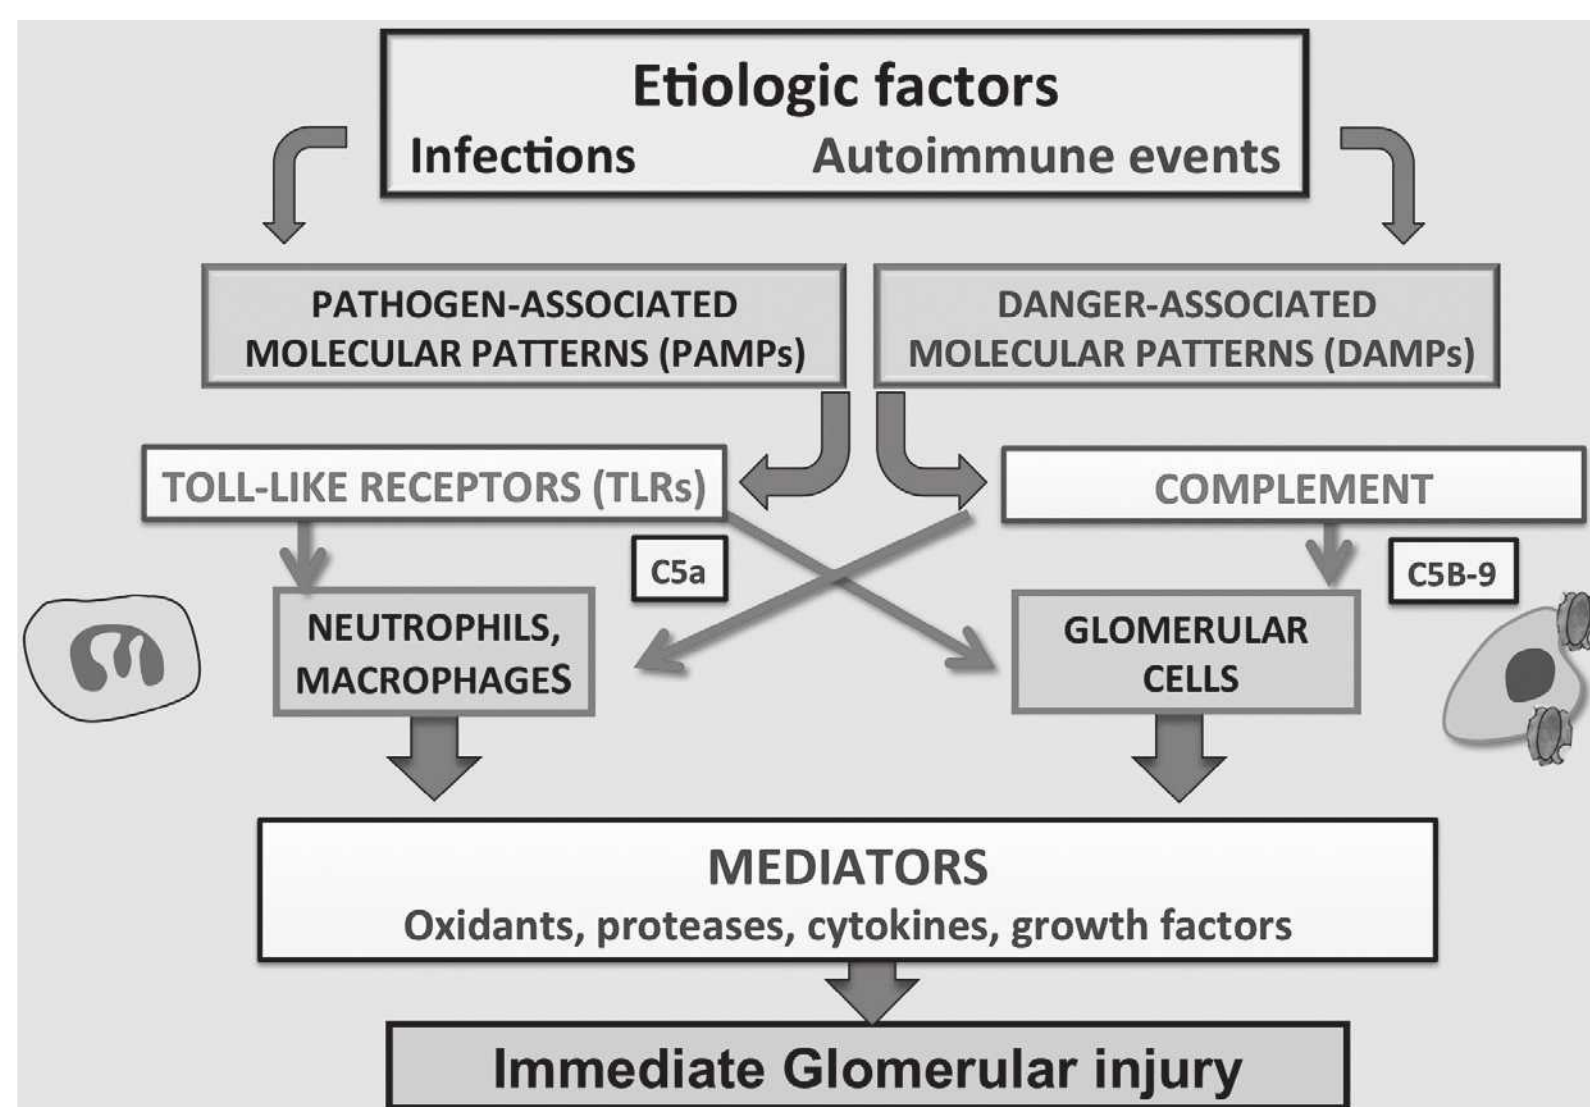 Etiologic factors
Infections Autoimmune events
PATHOGEN-ASSOCIATED
MOLECULAR PATTERNS (PAMPs)
DANGER-ASSOCIATED
MOLECULAR PATTERNS (DAMPs)
TOLL-LIKE RECEPTORS (TLRs)
COMPLEMENT
C5a
C5B-9
NEUTROPHILS,
MACROPHAGES
GLOMERULAR
CELLS
MEDIATORS
Oxidants, proteases, cytokines, growth factors
Immediate Glomerular injury